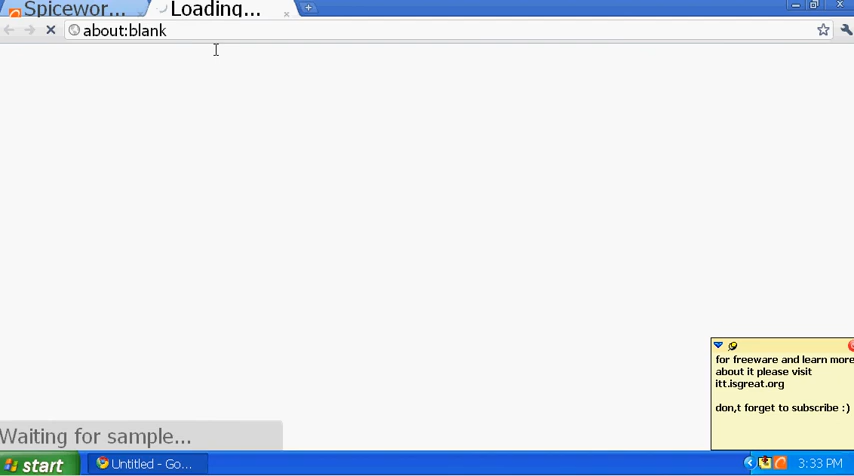 Spicewor...
Loading...
about:blank
for freeware and learn more
about it please visit
itt.isgreat.org
don,t forget to subscribe :)
Waiting for sample...
start
Untitled - Go...
3:33 PM